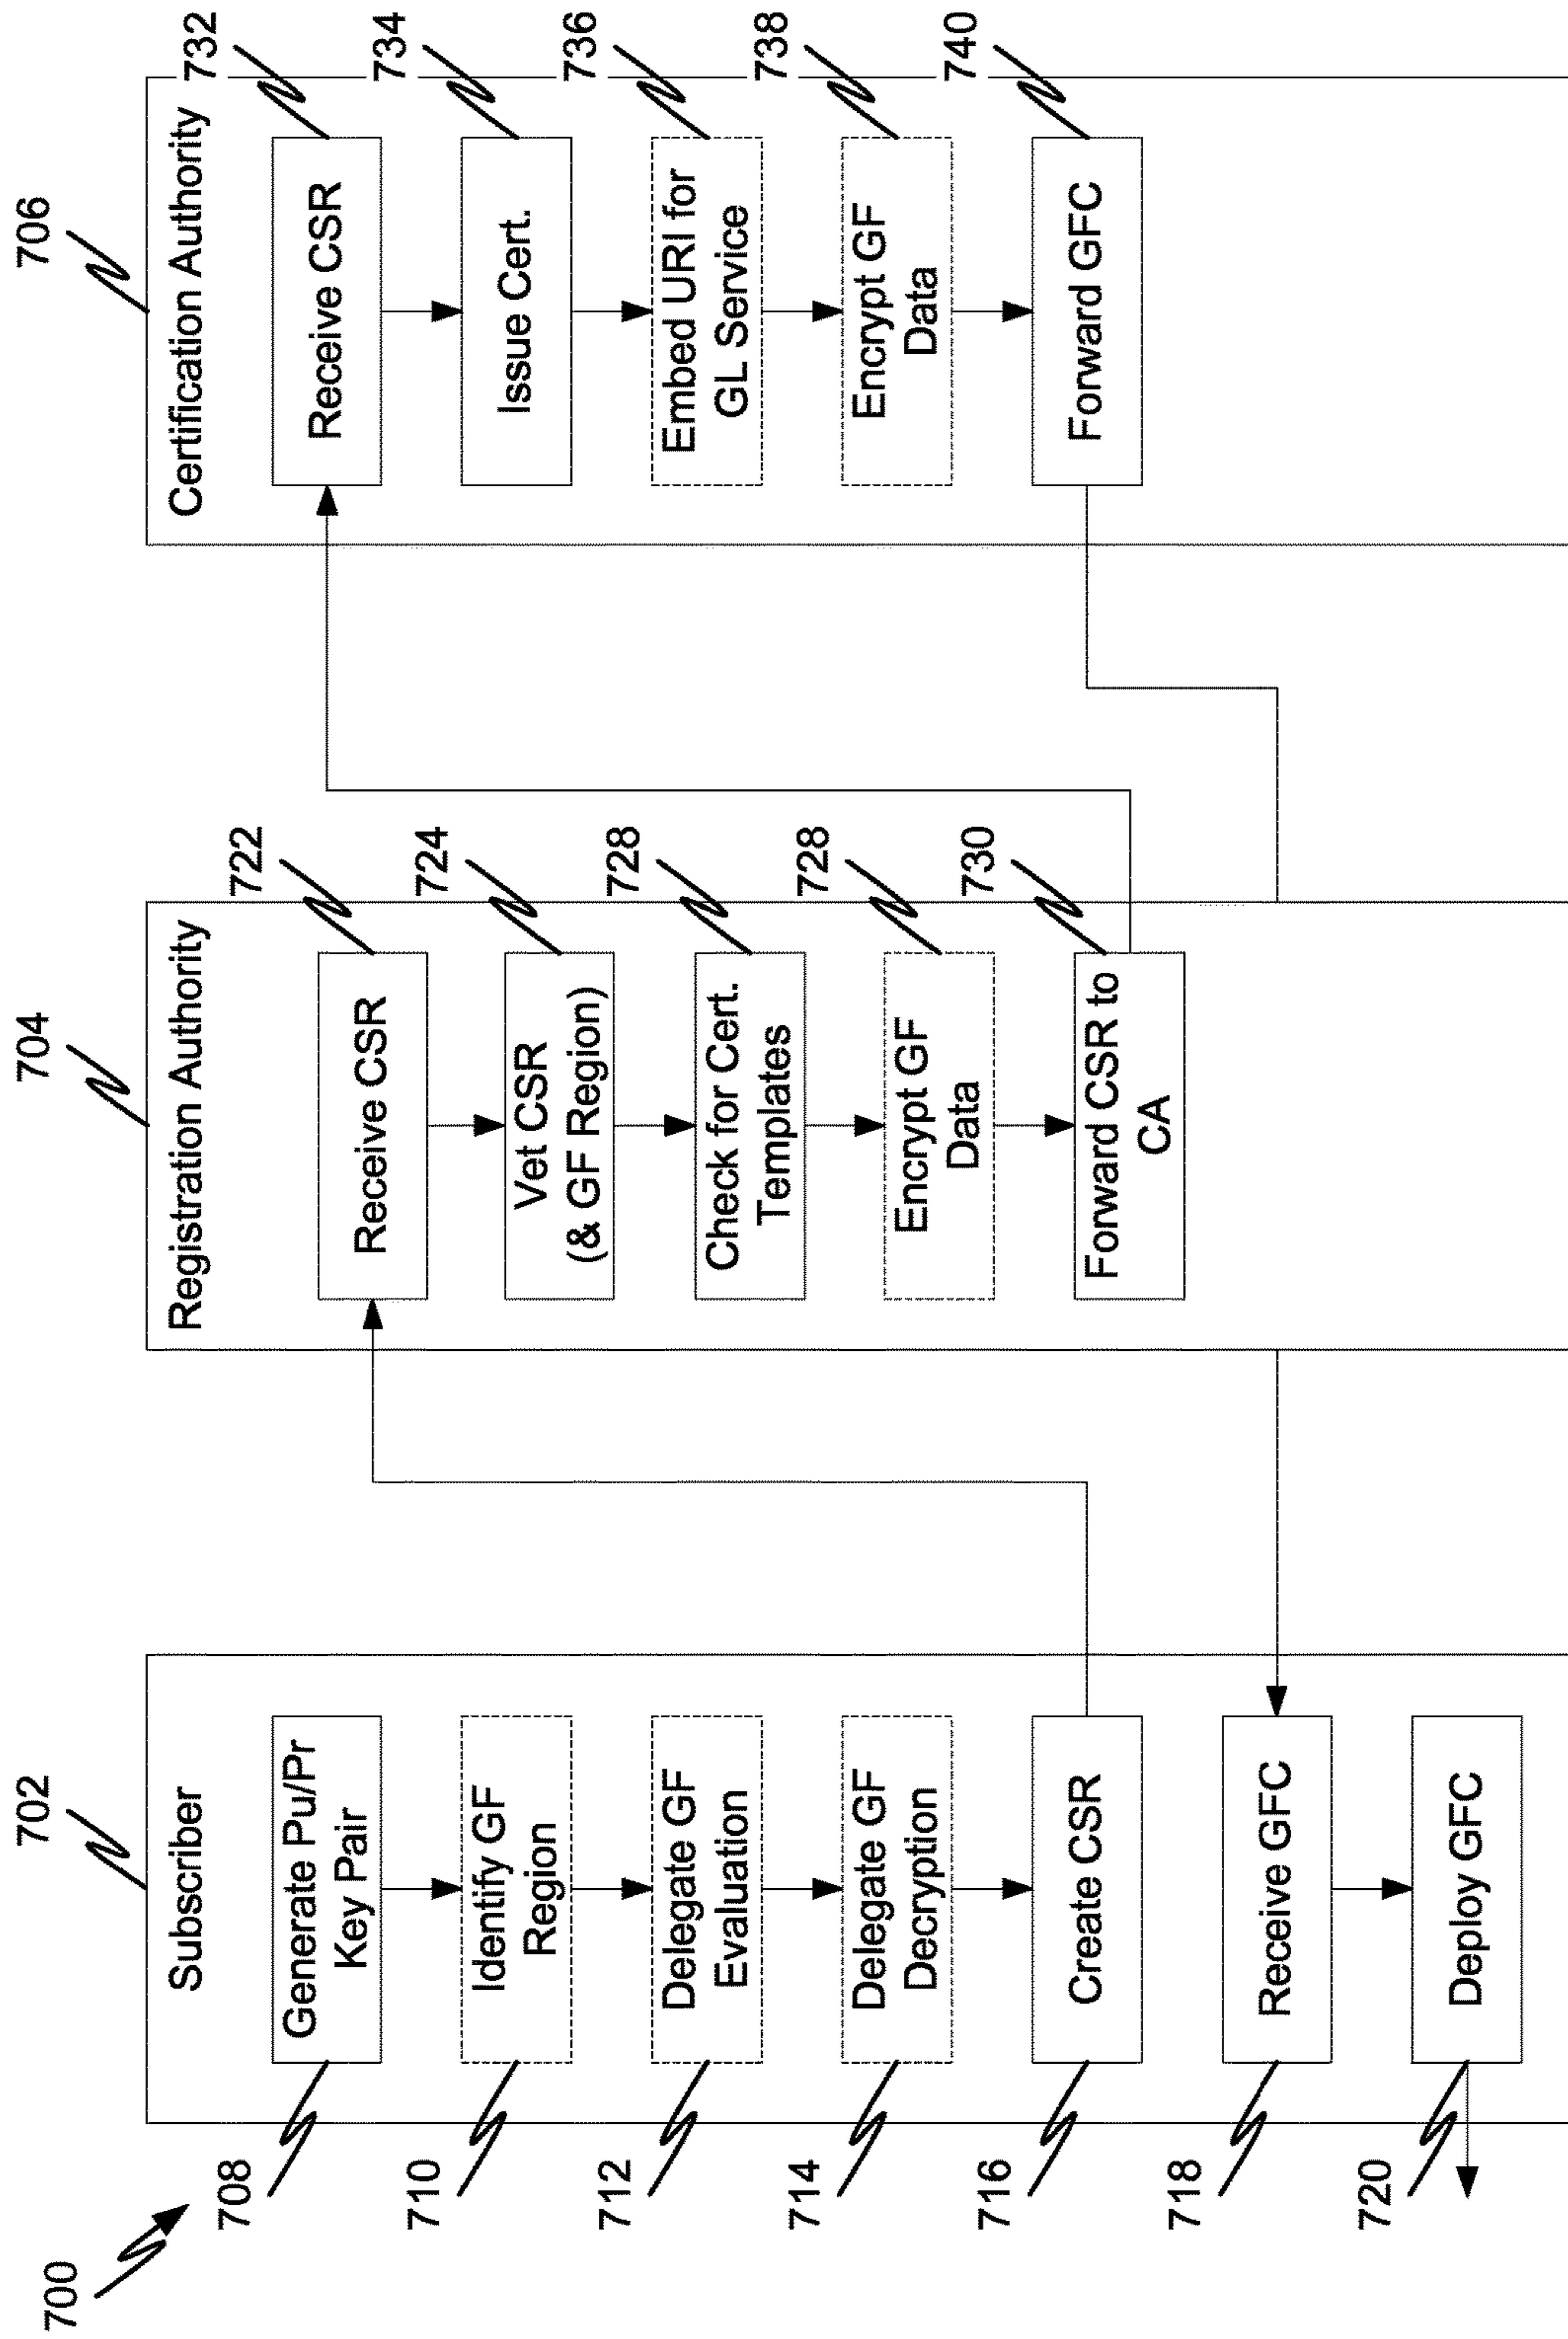 700
702
Subscriber
708
Generate Pu/Pr
Key Pair
710
Identify GF
Region
712
Delegate GF
Evaluation
714
Delegate GF
Decryption
716
Create CSR
718
Receive GFC
720
Deploy GFC
704
Registration Authority
722
Receive CSR
724
Vet CSR
(& GF Region)
728
Check for Cert.
Templates
728
Encrypt GF
Data
730
Forward CSR to
CA
706
Certification Authority
732
Receive CSR
734
Issue Cert.
736
Embed URI for
GL Service
738
Encrypt GF
Data
740
Forward GFC